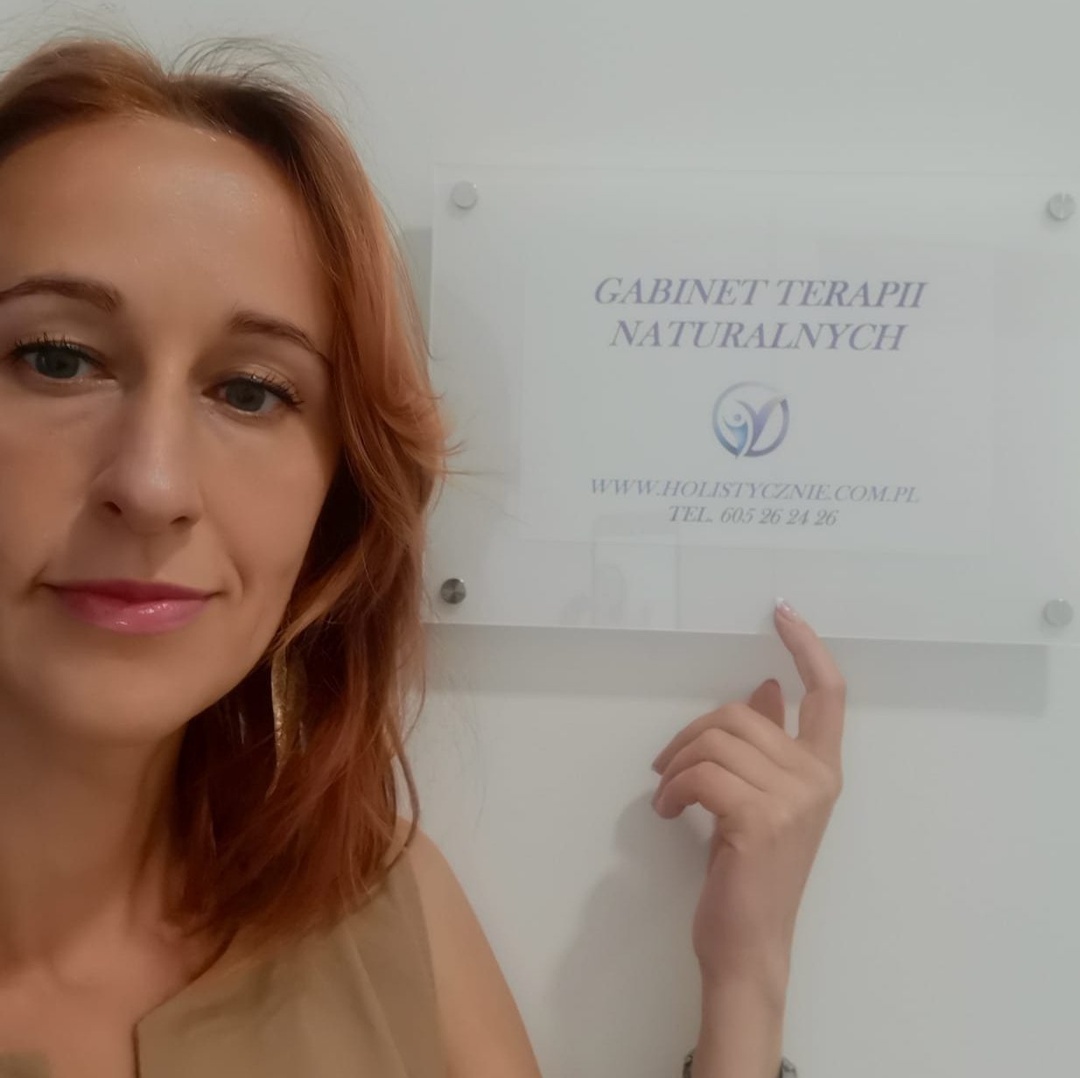 GABINET TERAPII
NATURALNYCH
WWW.HOLISTYCZNIE.COM.PL
TEL. 605 26 24 26